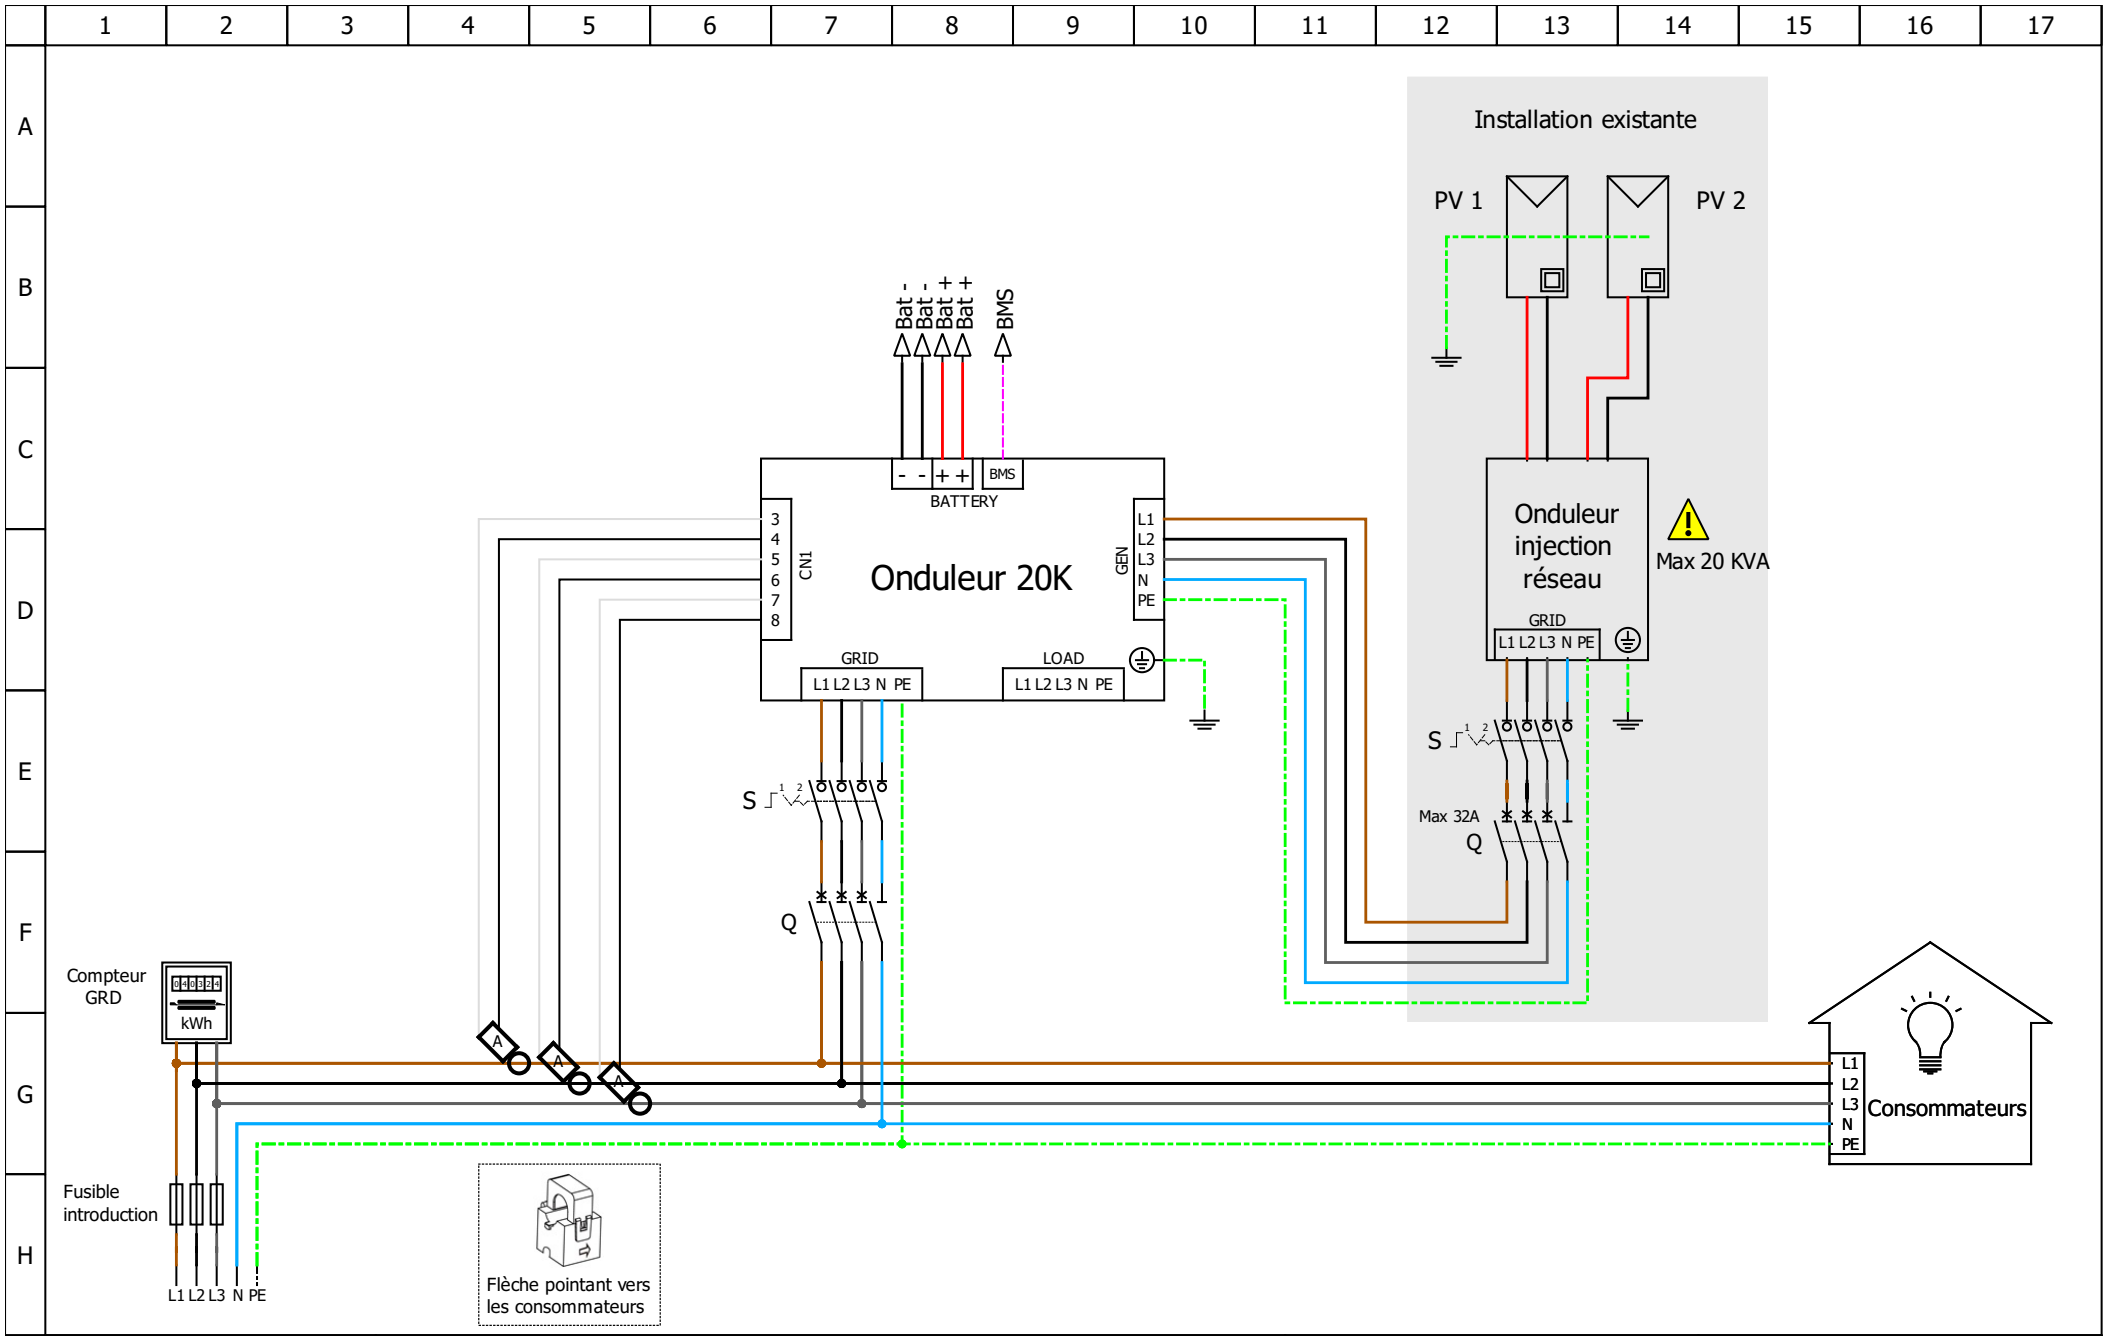 1 2 3 4 5 6 7 8 9 10 11 12 13 14 15 16 17
A
B
C
D
E
F
G
H
Installation existante
PV 1
PV 2
Bat -
Bat -
Bat +
Bat +
BMS
- - + + BMS
BATTERY
3
4
5
6
7
8
CN1
Onduleur 20K
GEN
L1
L2
L3
N
PE
GRID
L1 L2 L3 N PE
LOAD
L1 L2 L3 N PE
Onduleur
injection
réseau
Max 20 KVA
GRID
L1 L2 L3 N PE
S 1 2
Max 32A
Q
S 1 2
Q
Compteur
GRD
040324
kWh
A
A
A
L1
L2
L3
N
PE
Consommateurs
Fusible
introduction
L1 L2 L3 N PE
Flèche pointant vers
les consommateurs